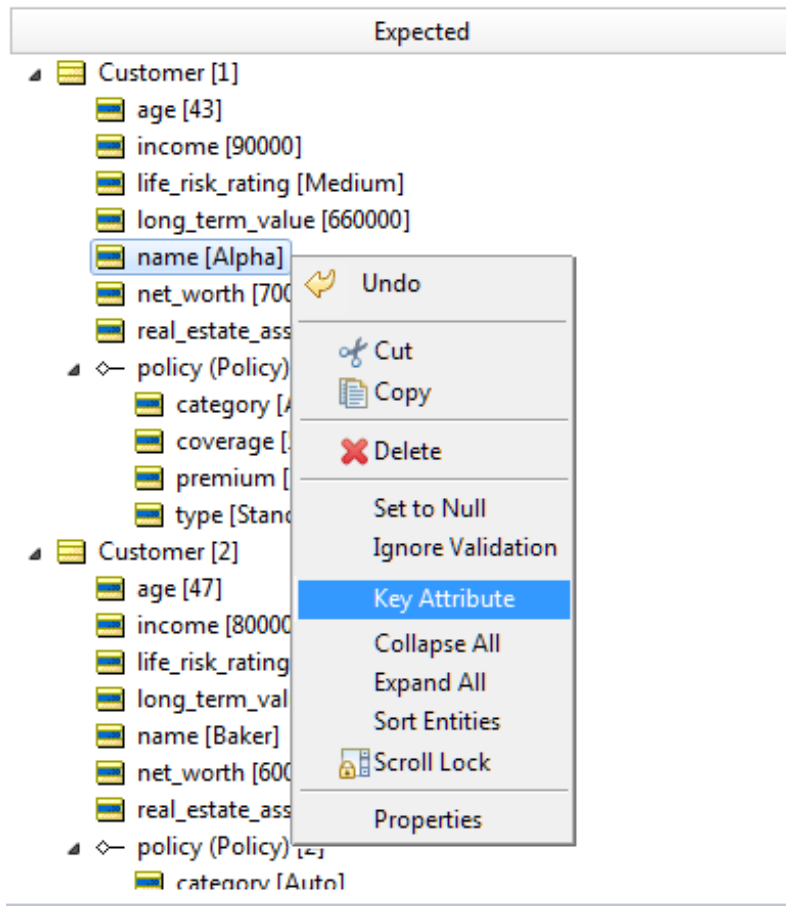 Expected
Customer [1]
age [43]
income [90000]
life_risk_rating [Medium]
long_term_value [660000]
name [Alpha]
net_worth [700
real_estate_ass
policy (Policy)
category [
coverage [
premium [
type [Stand
Customer [2]
age [47]
income [80000
life_risk_rating
long_term_val
name [Baker]
net_worth [600
real_estate_ass
policy (Policy) [2]
category [Auto]
Undo
Cut
Copy
Delete
Set to Null
Ignore Validation
Key Attribute
Collapse All
Expand All
Sort Entities
Scroll Lock
Properties